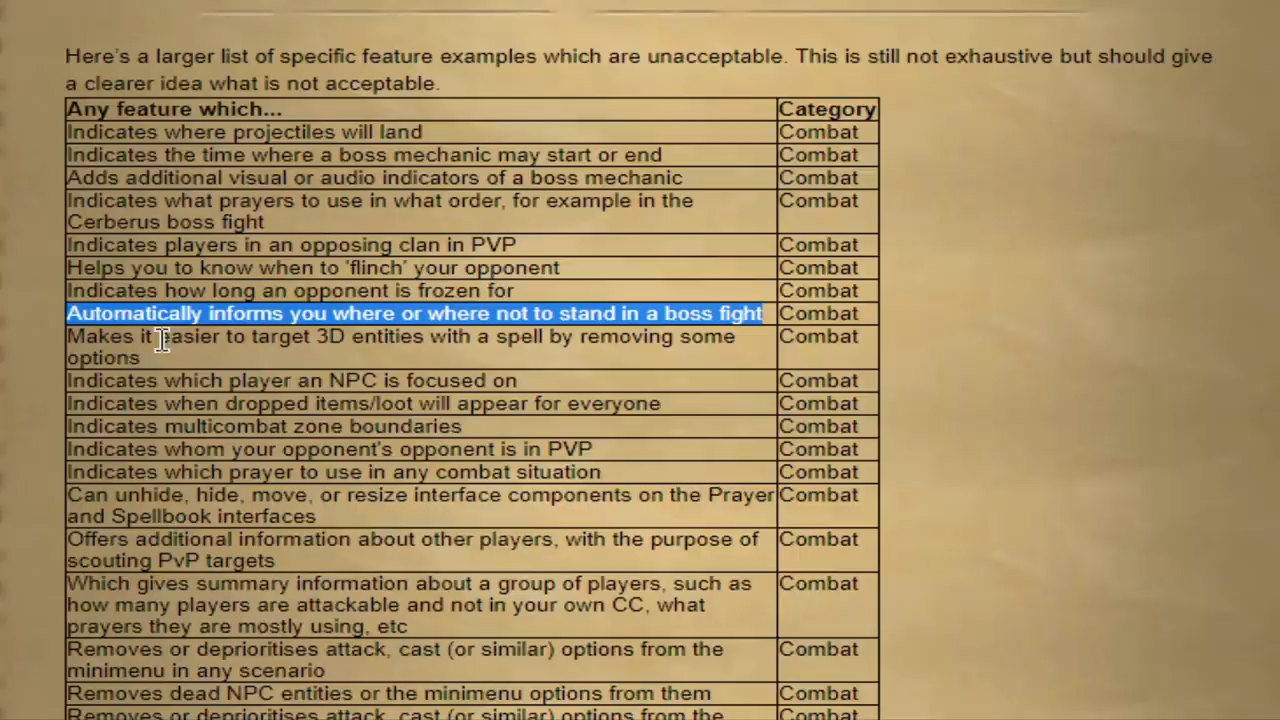 Here's a larger list of specific feature examples which are unacceptable. This is still not exhaustive but should give
a clearer idea what is not acceptable.
Any feature which... Category
Indicates where projectiles will land Combat
Indicates the time where a boss mechanic may start or end Combat
Adds additional visual or audio indicators of a boss mechanic Combat
Indicates what prayers to use in what order, for example in the Combat
Cerberus boss fight
Indicates players in an opposing clan in PVP Combat
Helps you to know when to 'flinch' your opponent Combat
Indicates how long an opponent is frozen for Combat
Automatically informs you where or where not to stand in a boss fight Combat
Makes it easier to target 3D entities with a spell by removing some Combat
options
Indicates which player an NPC is focused on Combat
Indicates when dropped items/loot will appear for everyone Combat
Indicates multicombat zone boundaries Combat
Indicates whom your opponent's opponent is in PVP Combat
Indicates which prayer to use in any combat situation Combat
Can unhide, hide, move, or resize interface components on the Prayer Combat
and Spellbook interfaces
Offers additional information about other players, with the purpose of Combat
scouting PvP targets
Which gives summary information about a group of players, such as Combat
how many players are attackable and not in your own CC, what
prayers they are mostly using, etc
Removes or deprioritises attack, cast (or similar) options from the Combat
minimenu in any scenario
Removes dead NPC entities or the minimenu options from them Combat
Removes or deprioritises attack, cast (or similar) options from the Combat